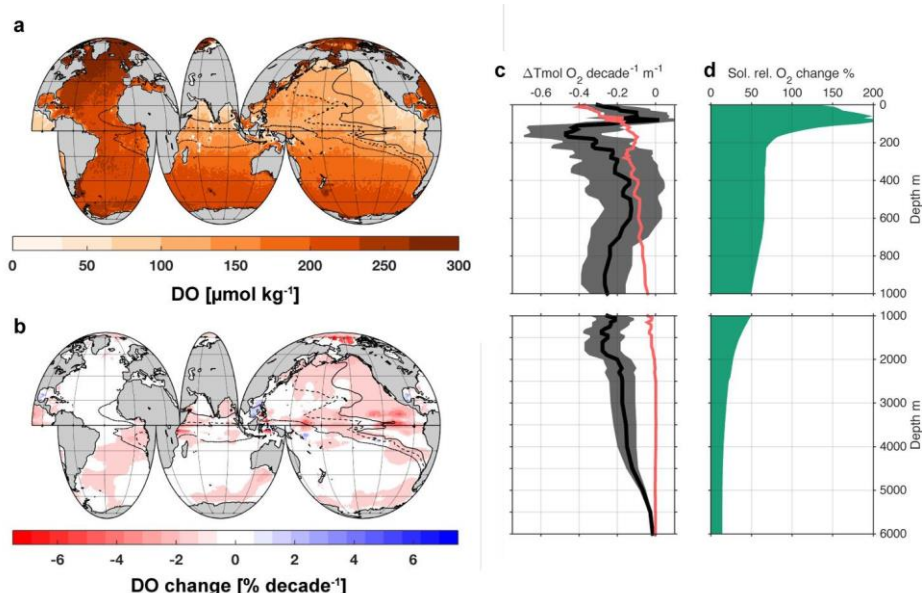 a
0 50 100 150 200 250 300
DO [µmol kg⁻¹]
b
-6 -4 -2 0 2 4 6
DO change [% decade⁻¹]
c
ΔTmol O₂ decade⁻¹ m⁻¹
-0.6 -0.2 0
d
Sol. rel. O₂ change %
0 50 100 150 200
0
200
400
600
800
1000
Depth m
1000
2000
3000
4000
5000
6000
Depth m